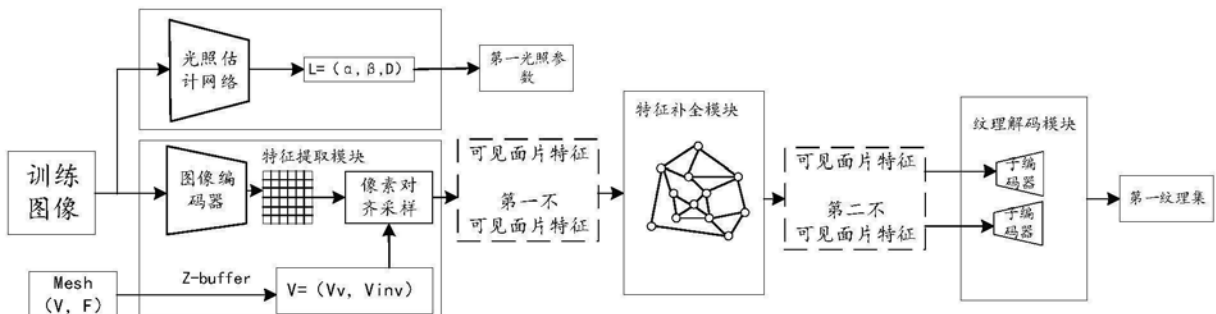 光照估
计网络
L=(α,β,D)
第一光照参
数
训练
图像
特征提取模块
图像编
码器
像素对
齐采样
Mesh
(V, F)
Z-buffer
V=(Vv, Vinv)
可见面片特征
第一不
可见面片特征
特征补全模块
可见面片特征
第二不
可见面片特征
纹理解码模块
子编
码器
子编
码器
第一纹理集